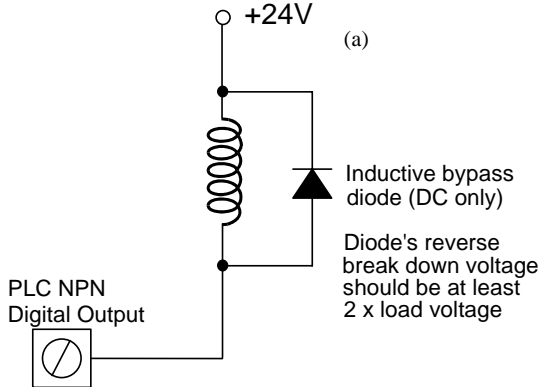 +24V
(a)
Inductive bypass
diode (DC only)
Diode's reverse
break down voltage
should be at least
2 x load voltage
PLC NPN
Digital Output